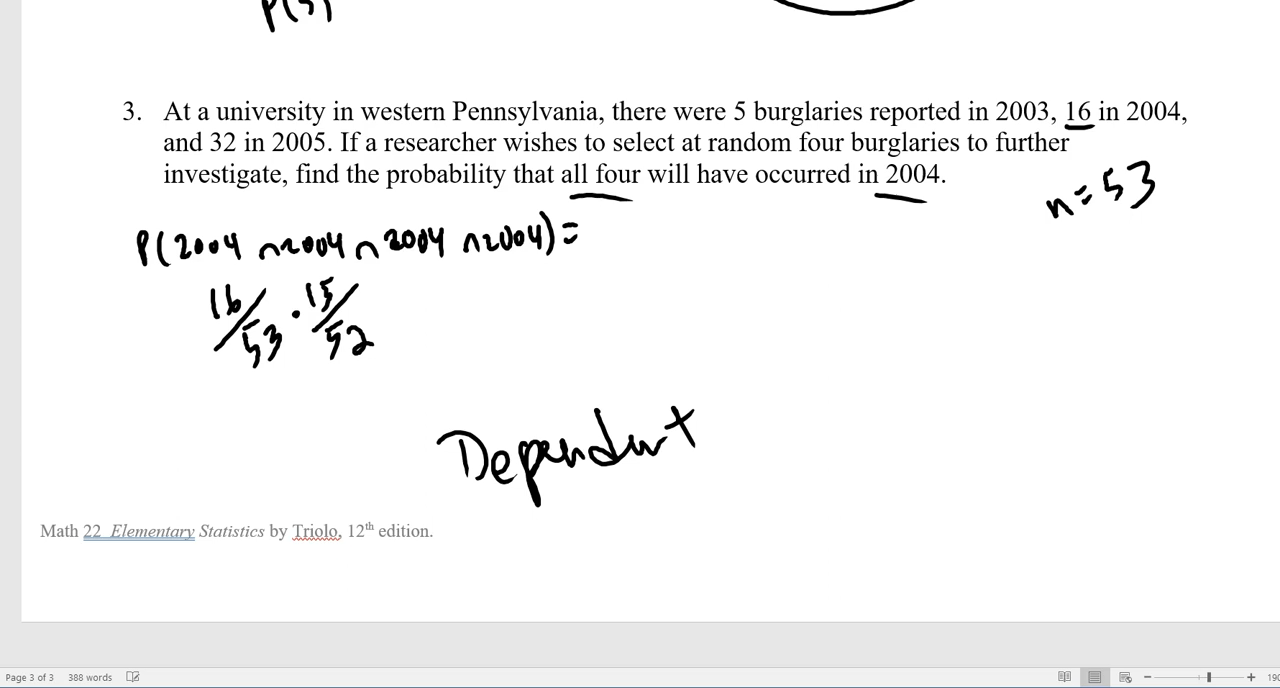 P(5)
3. At a university in western Pennsylvania, there were 5 burglaries reported in 2003, 16 in 2004,
and 32 in 2005. If a researcher wishes to select at random four burglaries to further
investigate, find the probability that all four will have occurred in 2004.
n=53
P(2004 ∩2004 ∩ 2004 ∩2004)=
16/53 · 15/52
Dependent
Math 22 Elementary Statistics by Triolo, 12th edition.
Page 3 of 3 388 words
− + 190